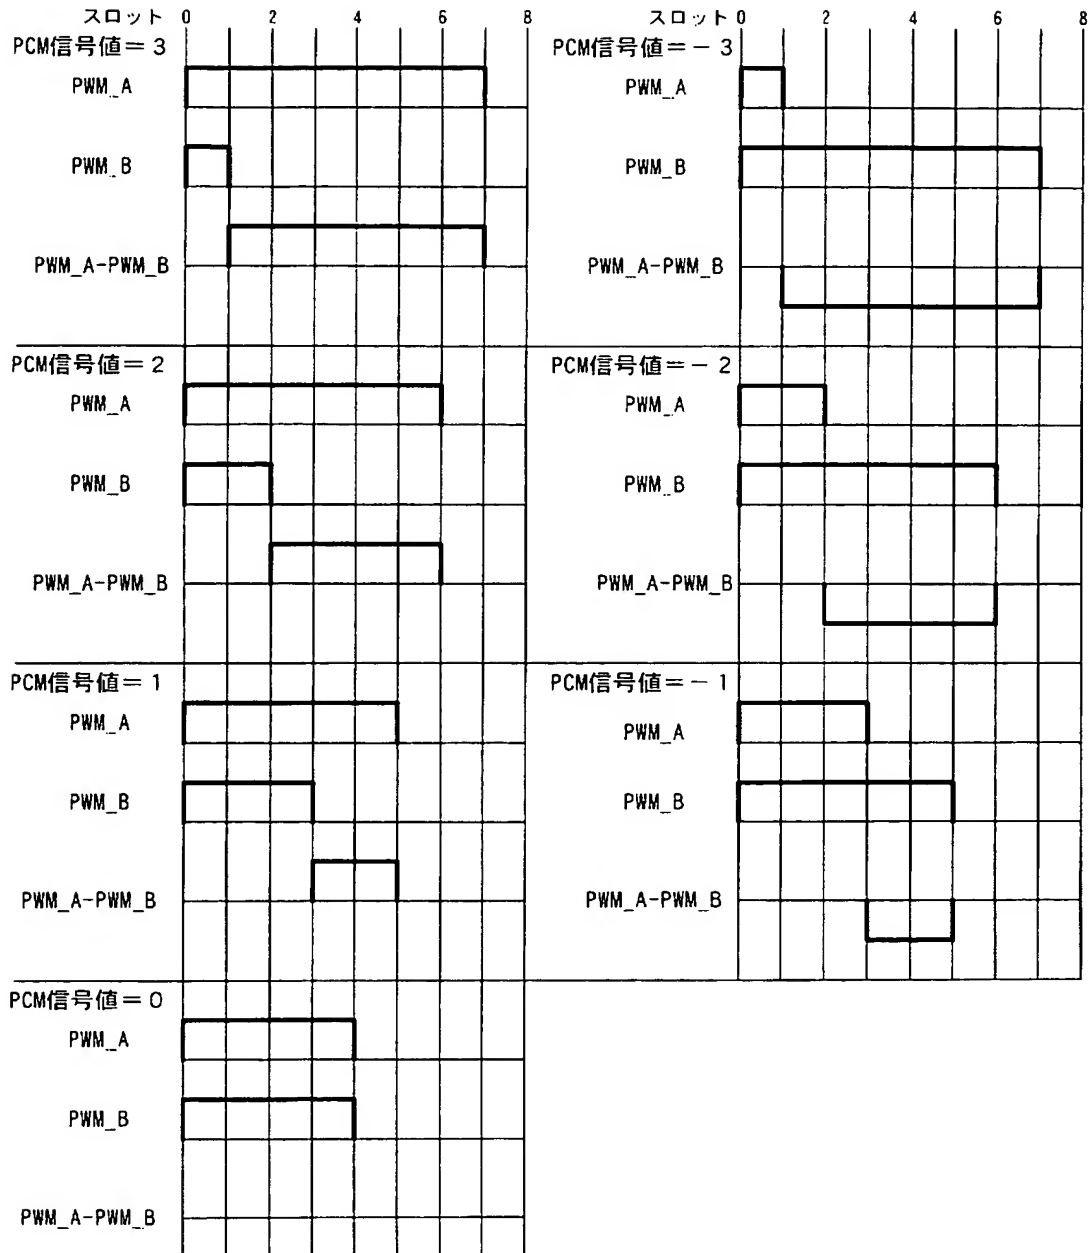 スロット 0 2 4 6 8
PCM信号値=3
PWM_A
PWM_B
PWM_A-PWM_B
PCM信号値=2
PWM_A
PWM_B
PWM_A-PWM_B
PCM信号値=1
PWM_A
PWM_B
PWM_A-PWM_B
PCM信号値=0
PWM_A
PWM_B
PWM_A-PWM_B
スロット 0 2 4 6 8
PCM信号値=-3
PWM_A
PWM_B
PWM_A-PWM_B
PCM信号値=-2
PWM_A
PWM_B
PWM_A-PWM_B
PCM信号値=-1
PWM_A
PWM_B
PWM_A-PWM_B